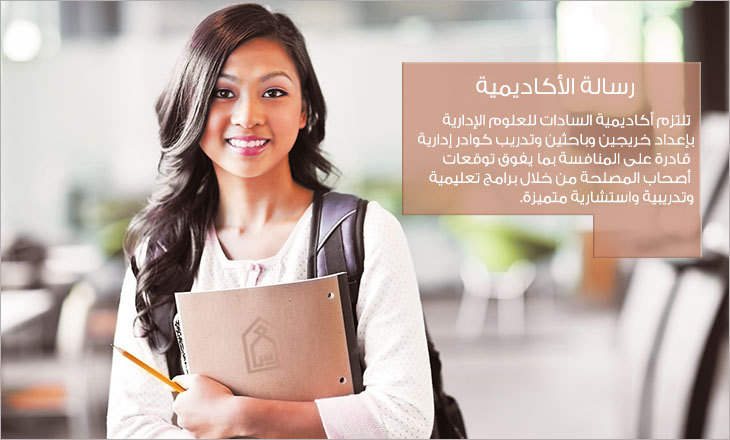 رسالة الأكاديمية
تلتزم أكاديمية السادات للعلوم الإدارية
بإعداد خريجين وباحثين وتدريب كوادر إدارية
قادرة على المنافسة بما يفوق توقعات
أصحاب المصلحة من خلال برامج تعليمية
وتدريبية واستشارية متميزة.